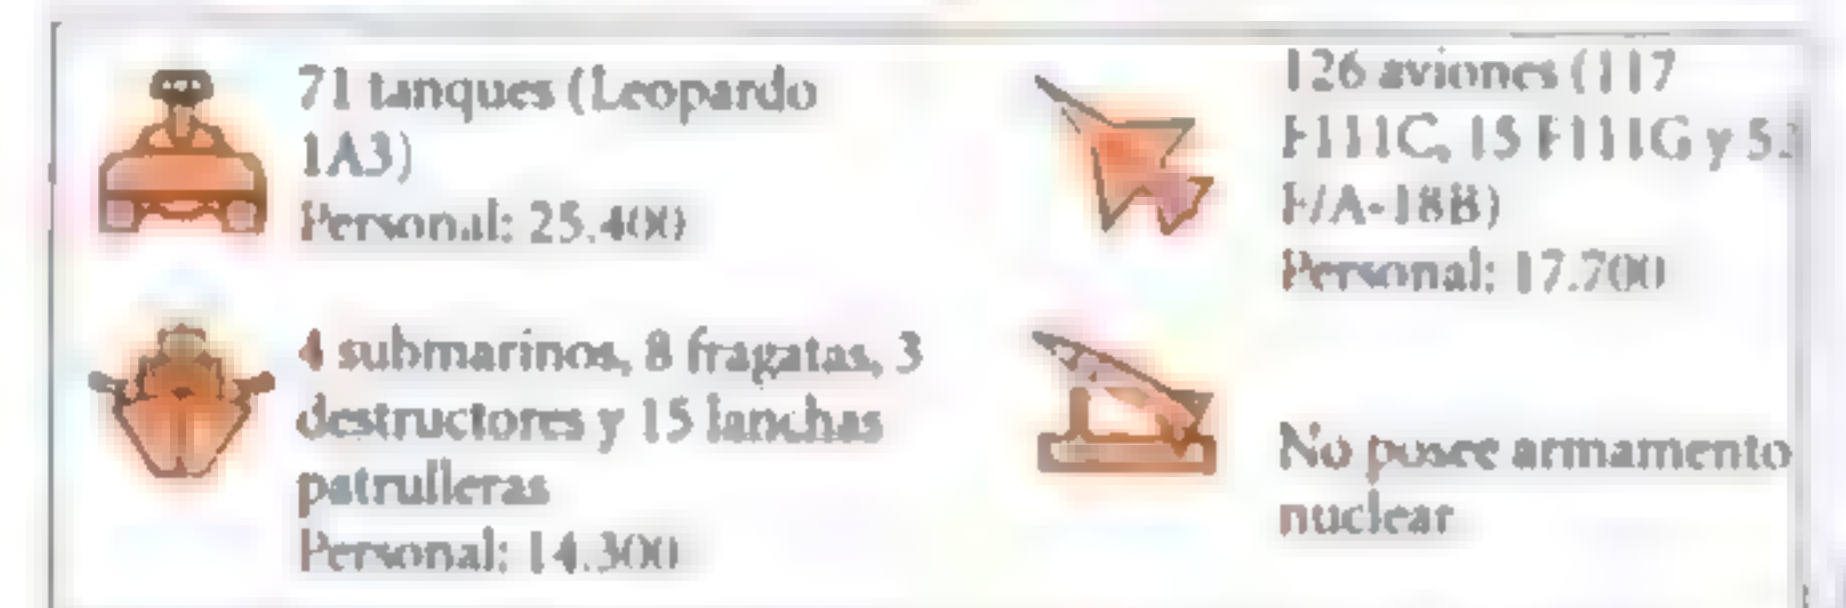 71 tanques (Leopardo
1A3)
Personal: 25.400
4 submarinos, 8 fragatas, 3
destructores y 15 lanchas
patrulleras
Personal: 14.300
126 aviones (117
F111C, 15 F111G y
F/A-18B)
Personal: 17.700
No posee armamento
nuclear